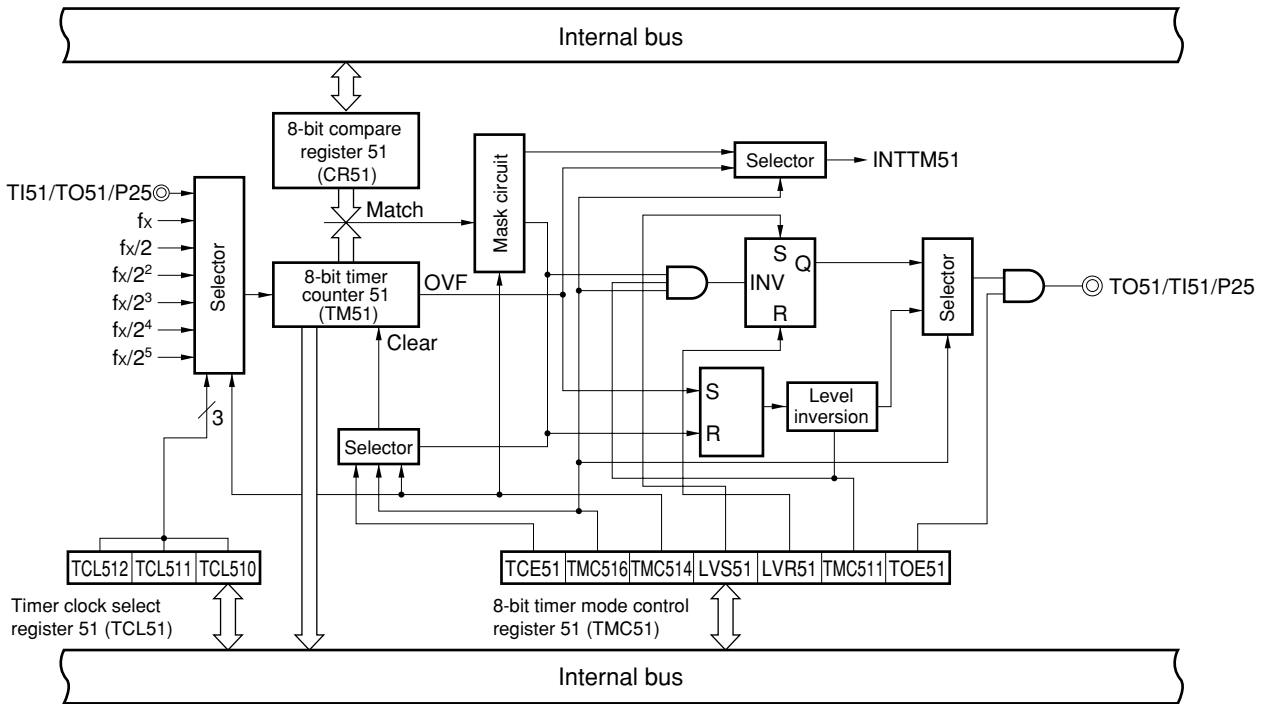 Internal bus
8-bit compare
register 51
(CR51)
Match
Mask circuit
Selector
INTTM51
TI51/TO51/P25
fX
fX/2
fX/2²
fX/2³
fX/2⁴
fX/2⁵
Selector
8-bit timer
counter 51
(TM51)
OVF
Clear
S
Q
INV
R
Selector
TO51/TI51/P25
3
Selector
S
R
Level
inversion
TCL512 TCL511 TCL510
Timer clock select
register 51 (TCL51)
TCE51 TMC516 TMC514 LVS51 LVR51 TMC511 TOE51
8-bit timer mode control
register 51 (TMC51)
Internal bus